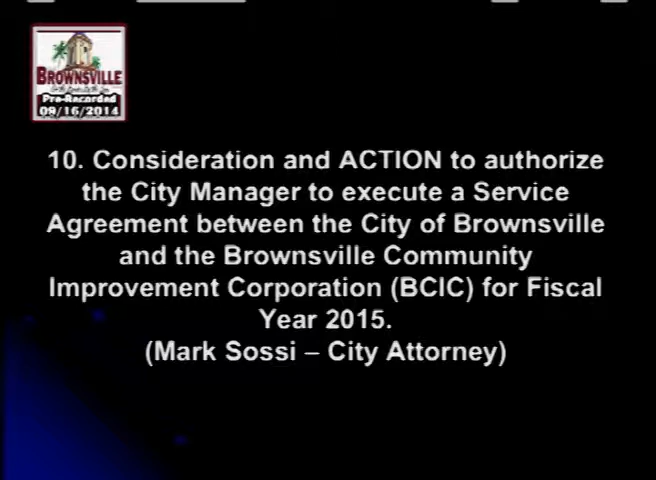 BROWNSVILLE
Pre-Recorded
09/16/2014
10. Consideration and ACTION to authorize
the City Manager to execute a Service
Agreement between the City of Brownsville
and the Brownsville Community
Improvement Corporation (BCIC) for Fiscal
Year 2015.
(Mark Sossi – City Attorney)